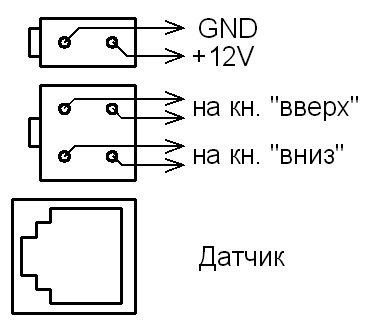 GND
+12V
на кн. "вверх"
на кн. "вниз"
Датчик